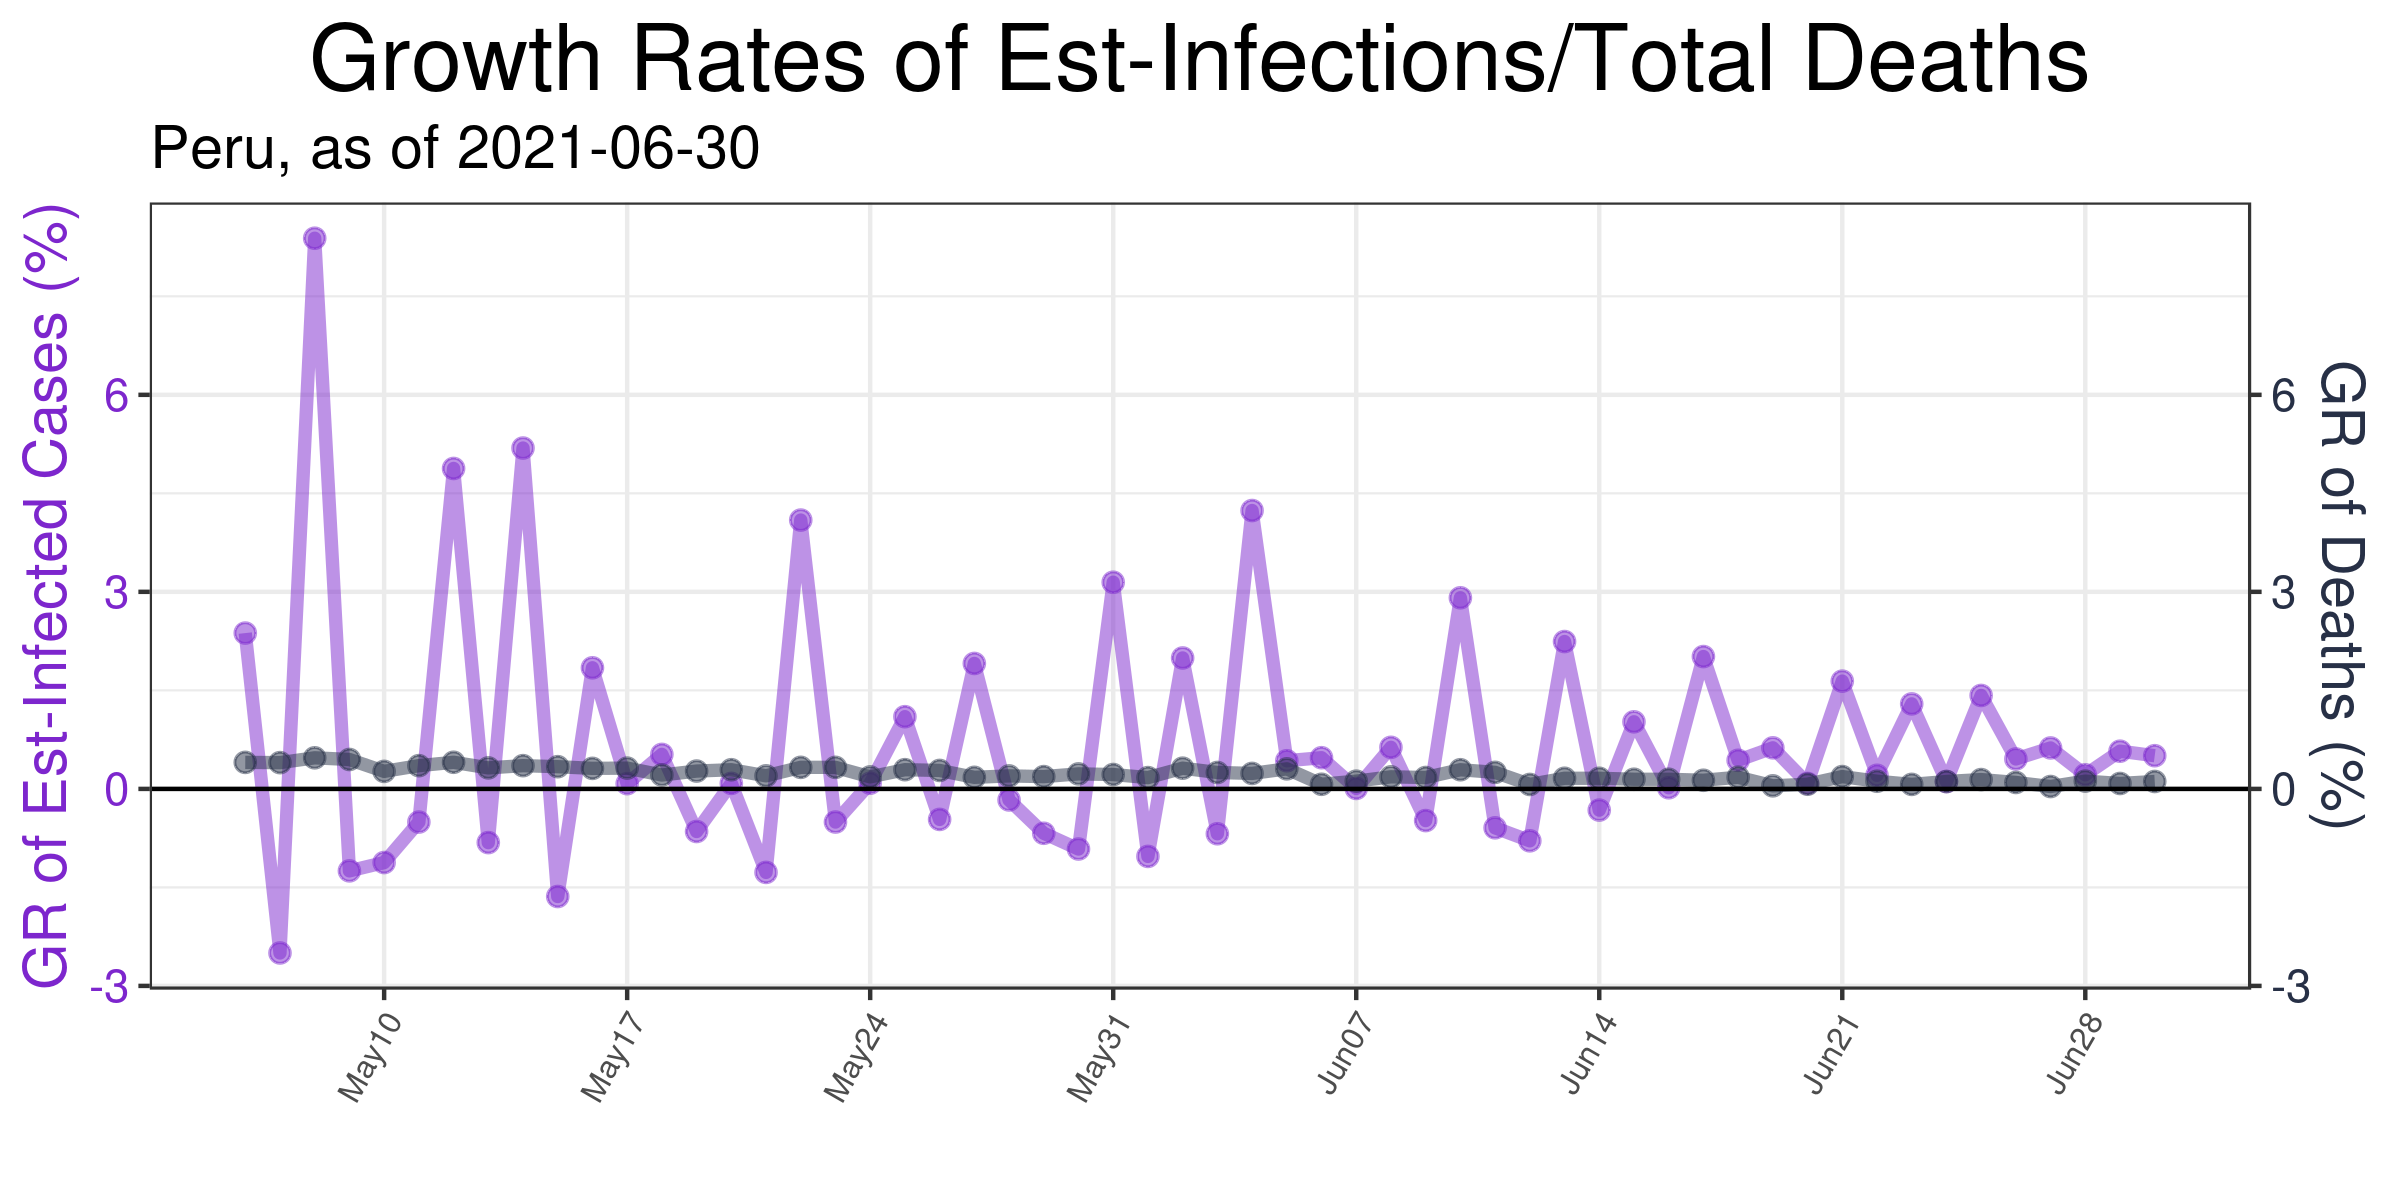 Growth Rates of Est-Infections/Total Deaths
Peru, as of 2021-06-30
GR of Est-Infected Cases (%)
6
3
0
-3
6
3
0
-3
GR of Deaths (%)
May10
May17
May24
May31
Jun07
Jun14
Jun21
Jun28